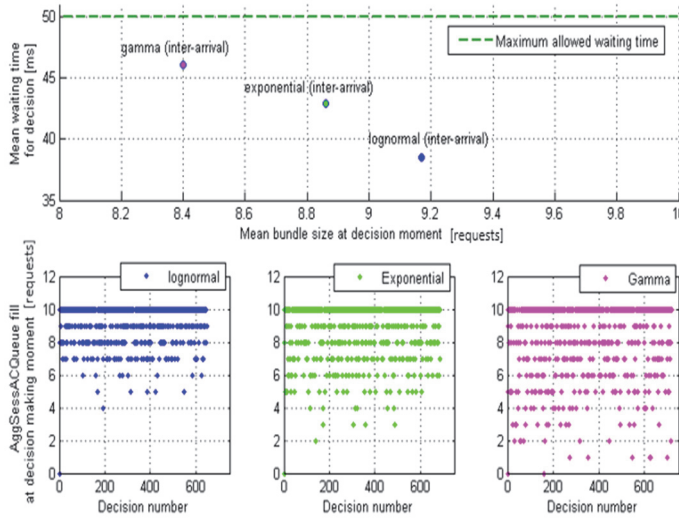 50
45
40
35
Mean waiting time
for decision [ms]
gamma (inter-arrival)
exponential (inter-arrival)
lognormal (inter-arrival)
Maximum allowed waiting time
8 8.2 8.4 8.6 8.8 9 9.2 9.4 9.6 9.8 10
Mean bundle size at decision moment [requests]
AggSessACQueue fill
at decision making moment [requests]
lognormal
12
10
8
6
4
2
0
0 200 400 600
Decision number
Exponential
12
10
8
6
4
2
0
0 200 400 600
Decision number
Gamma
12
10
8
6
4
2
0
0 200 400 600
Decision number